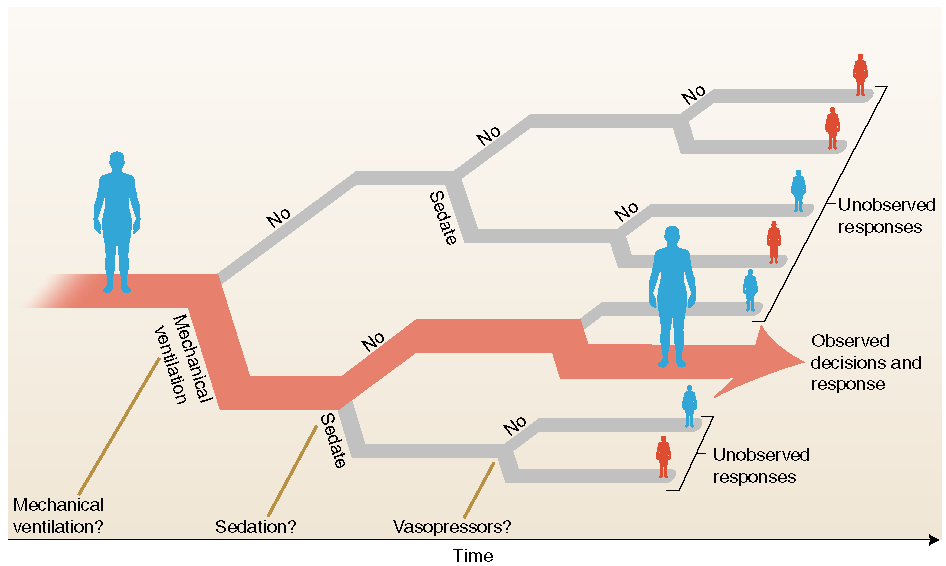 No
No
No
Sedate
No
Unobserved
responses
Mechanical
ventilation
No
Observed
decisions and
response
Sedate
No
Unobserved
responses
Mechanical
ventilation?
Sedation?
Vasopressors?
Time